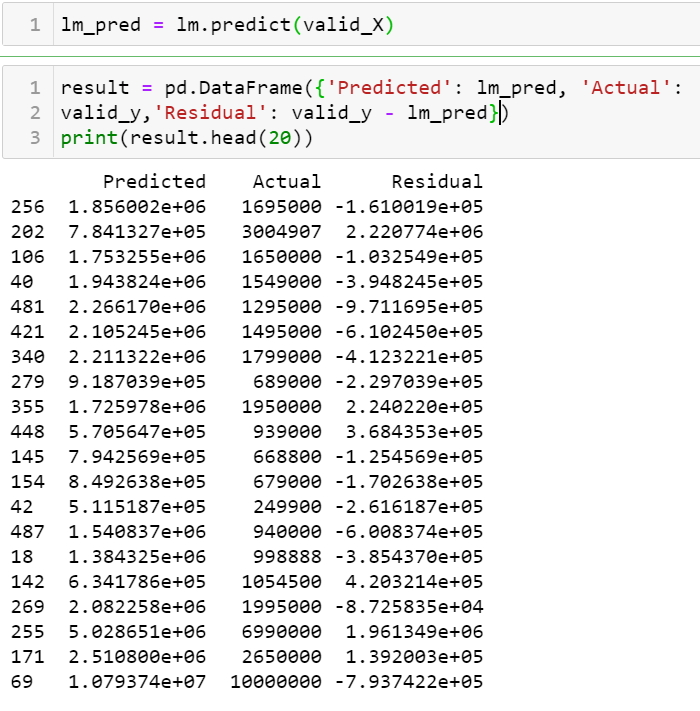 1 lm_pred = lm.predict(valid_X)
1 result = pd.DataFrame({'Predicted': lm_pred, 'Actual':
2 valid_y,'Residual': valid_y - lm_pred})
3 print(result.head(20))
Predicted Actual Residual
256 1.856002e+06 1695000 -1.610019e+05
202 7.841327e+05 3004907 2.220774e+06
106 1.753255e+06 1650000 -1.032549e+05
40 1.943824e+06 1549000 -3.948245e+05
481 2.266170e+06 1295000 -9.711695e+05
421 2.105245e+06 1495000 -6.102450e+05
340 2.211322e+06 1799000 -4.123221e+05
279 9.187039e+05 689000 -2.297039e+05
355 1.725978e+06 1950000 2.240220e+05
448 5.705647e+05 939000 3.684353e+05
145 7.942569e+05 668800 -1.254569e+05
154 8.492638e+05 679000 -1.702638e+05
42 5.115187e+05 249900 -2.616187e+05
487 1.540837e+06 940000 -6.008374e+05
18 1.384325e+06 998888 -3.854370e+05
142 6.341786e+05 1054500 4.203214e+05
269 2.082258e+06 1995000 -8.725835e+04
255 5.028651e+06 6990000 1.961349e+06
171 2.510800e+06 2650000 1.392003e+05
69 1.079374e+07 10000000 -7.937422e+05